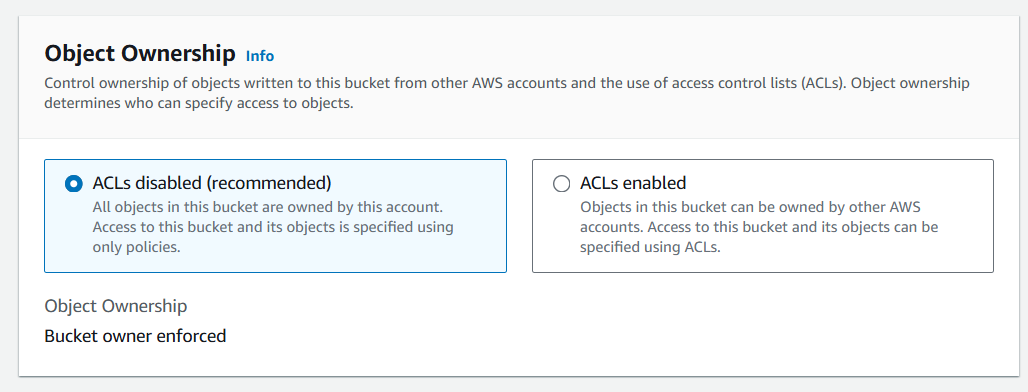 Object Ownership Info
Control ownership of objects written to this bucket from other AWS accounts and the use of access control lists (ACLs). Object ownership
determines who can specify access to objects.
ACLs disabled (recommended)
All objects in this bucket are owned by this account.
Access to this bucket and its objects is specified using
only policies.
ACLs enabled
Objects in this bucket can be owned by other AWS
accounts. Access to this bucket and its objects can be
specified using ACLs.
Object Ownership
Bucket owner enforced